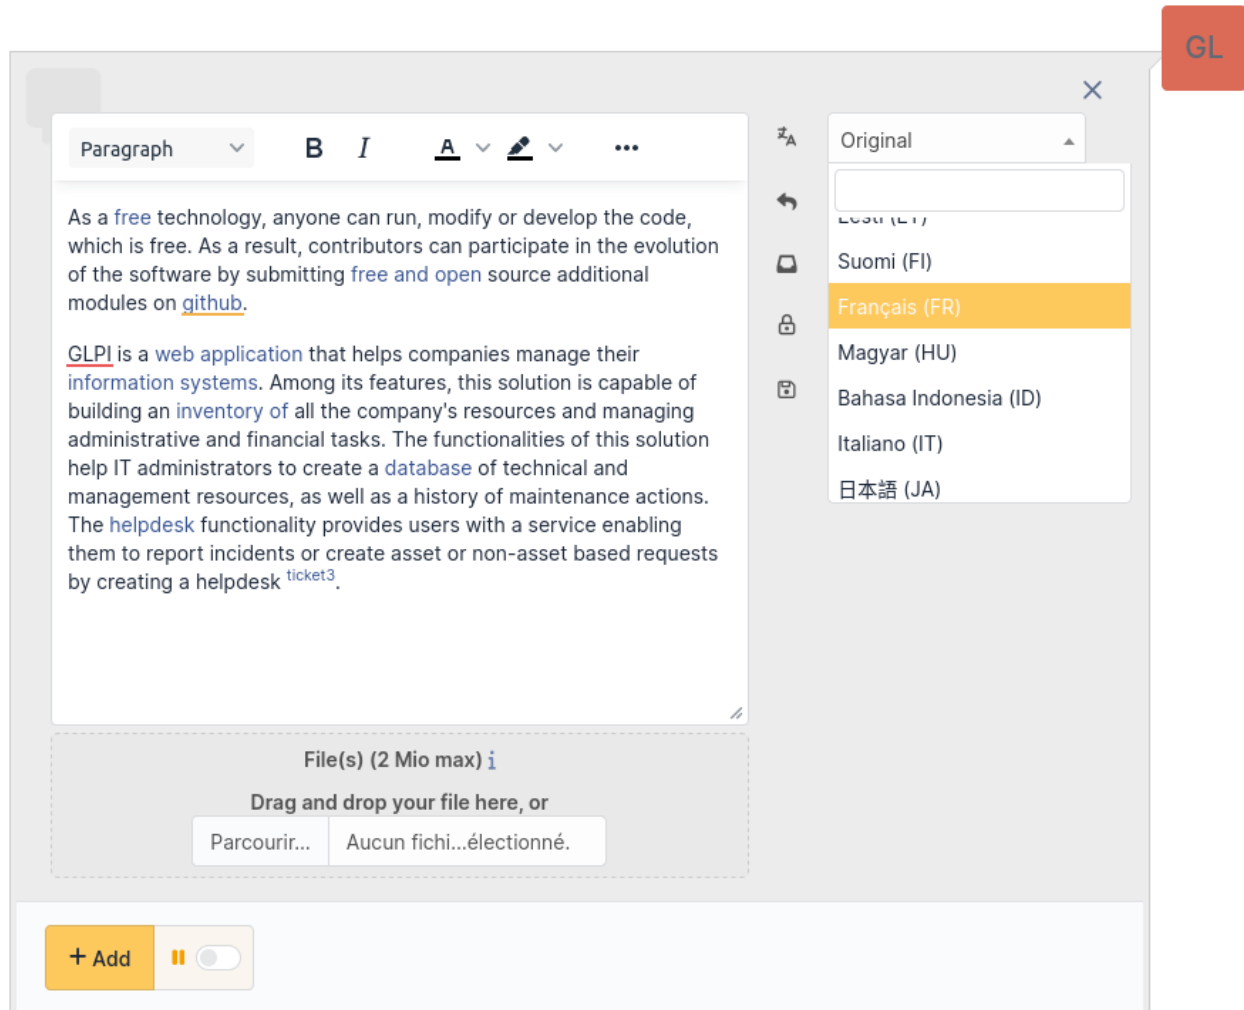 GL
Paragraph
B I A
Original
As a free technology, anyone can run, modify or develop the code,
which is free. As a result, contributors can participate in the evolution
of the software by submitting free and open source additional
modules on github.
GLPI is a web application that helps companies manage their
information systems. Among its features, this solution is capable of
building an inventory of all the company's resources and managing
administrative and financial tasks. The functionalities of this solution
help IT administrators to create a database of technical and
management resources, as well as a history of maintenance actions.
The helpdesk functionality provides users with a service enabling
them to report incidents or create asset or non-asset based requests
by creating a helpdesk ticket3.
Eesti (ET)
Suomi (FI)
Français (FR)
Magyar (HU)
Bahasa Indonesia (ID)
Italiano (IT)
日本語 (JA)
File(s) (2 Mio max) i
Drag and drop your file here, or
Parcourir... Aucun fichi...électionné.
+ Add